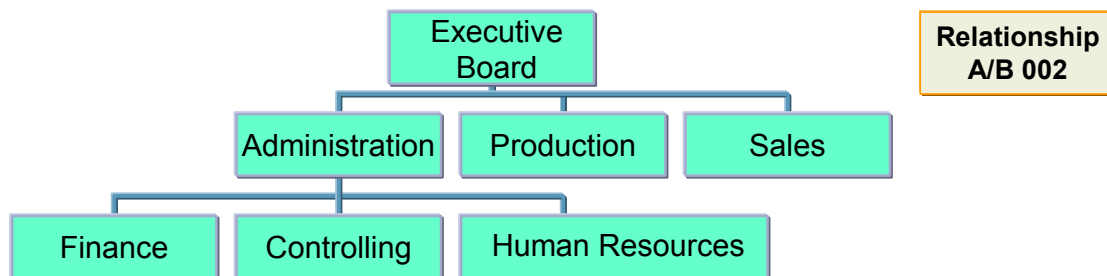 Executive
Board
Relationship
A/B 002
Administration
Production
Sales
Finance
Controlling
Human Resources